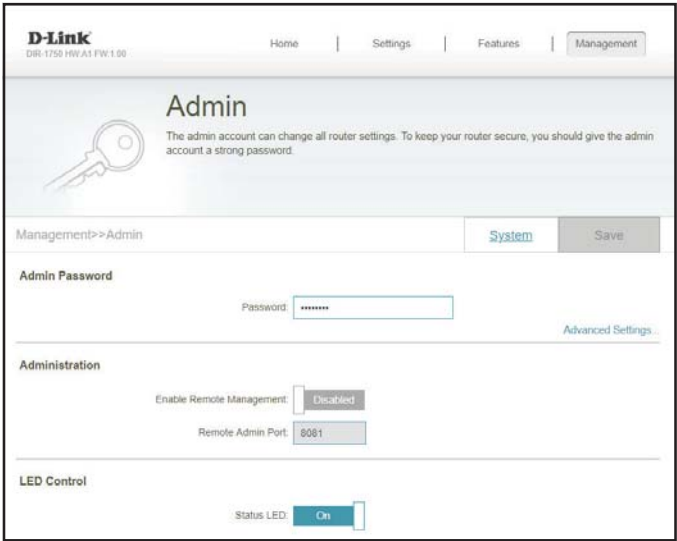 D-Link
DIR-1750 HW:A1 FW:1.00
Home | Settings | Features | Management
Admin
The admin account can change all router settings. To keep your router secure, you should give the admin
account a strong password.
Management>>Admin
System
Save
Admin Password
Password: ••••••••
Advanced Settings...
Administration
Enable Remote Management: Disabled
Remote Admin Port: 8081
LED Control
Status LED: On